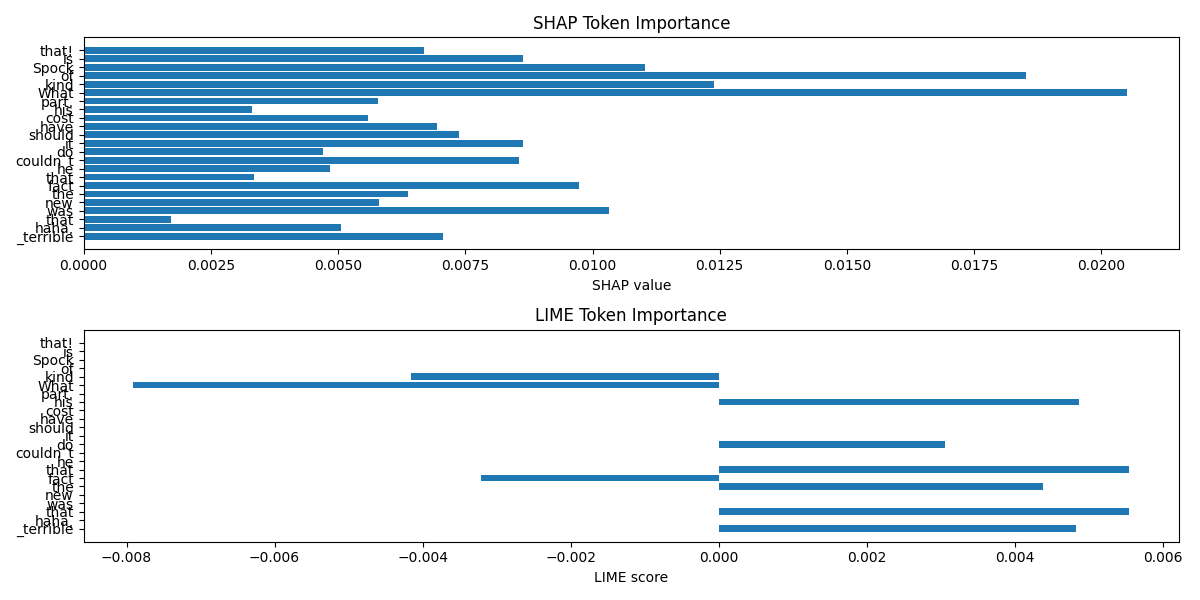 SHAP Token Importance
that!
is
Spock
of
kind
What
part.
his
cost
have
should
it
do
couldn't
he
that
fact
the
new
was
that
haha,
_terrible
0.0000 0.0025 0.0050 0.0075 0.0100 0.0125 0.0150 0.0175 0.0200
SHAP value
LIME Token Importance
that!
is
Spock
of
kind
What
part.
his
cost
have
should
it
do
couldn't
he
that
fact
the
new
was
that
haha,
_terrible
−0.008 −0.006 −0.004 −0.002 0.000 0.002 0.004 0.006
LIME score